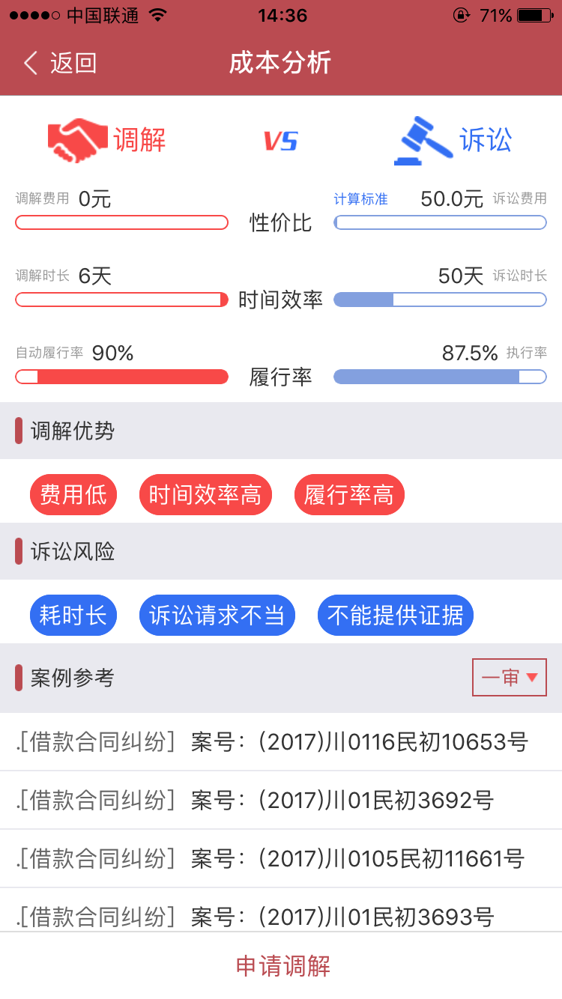 中国联通 14:36 71%
返回 成本分析
调解 VS 诉讼
调解费用 0元 计算标准 50.0元 诉讼费用
性价比
调解时长 6天 50天 诉讼时长
时间效率
自动履行率 90% 87.5% 执行率
履行率
调解优势
费用低 时间效率高 履行率高
诉讼风险
耗时长 诉讼请求不当 不能提供证据
案例参考 一审
.[借款合同纠纷] 案号：(2017)川0116民初10653号
.[借款合同纠纷] 案号：(2017)川01民初3692号
.[借款合同纠纷] 案号：(2017)川0105民初11661号
.[借款合同纠纷] 案号：(2017)川01民初3693号
申请调解